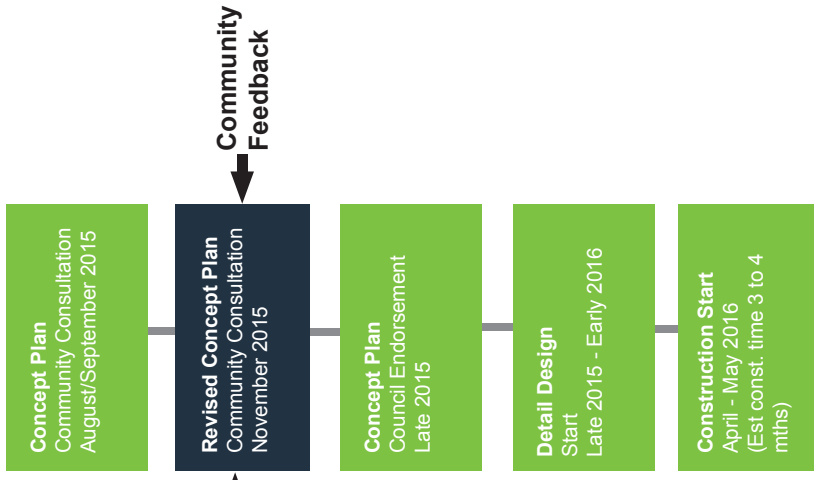 Concept Plan
Community Consultation
August/September 2015
Revised Concept Plan
Community Consultation
November 2015
Community
Feedback
Concept Plan
Council Endorsement
Late 2015
Detail Design
Start
Late 2015 - Early 2016
Construction Start
April - May 2016
(Est const. time 3 to 4
mths)